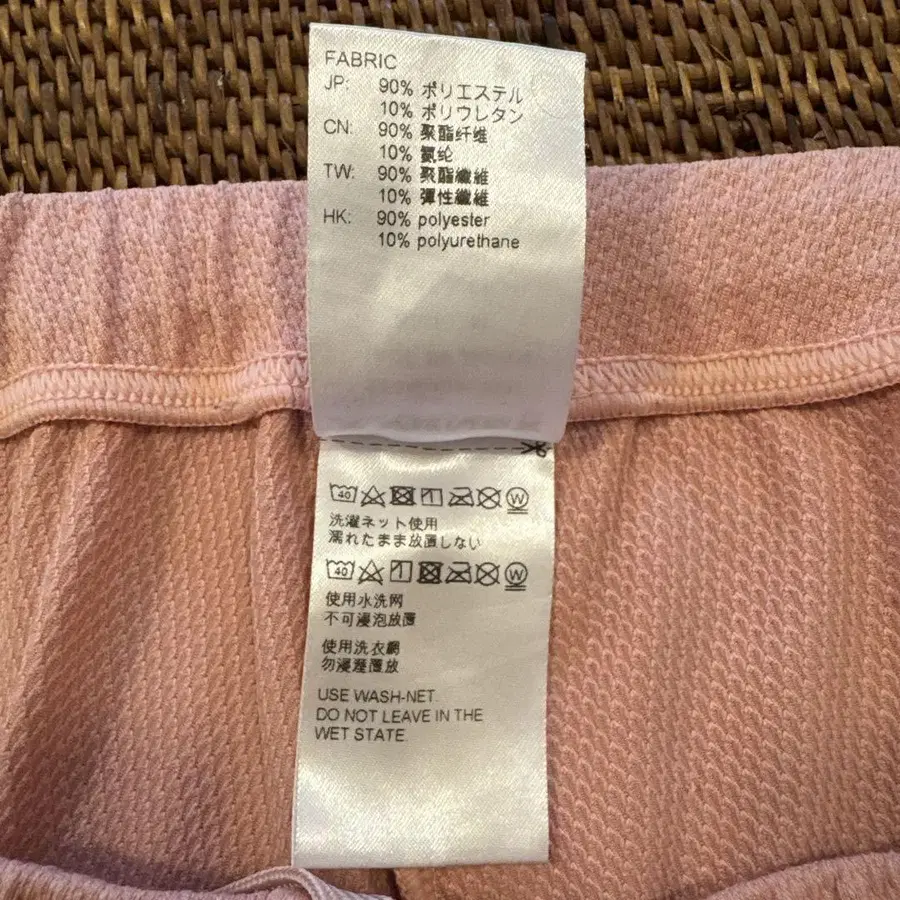 FABRIC
JP: 90% ポリエステル
10% ポリウレタン
CN: 90% 聚酯纤维
10% 氨纶
TW: 90% 聚酯纖維
10% 彈性纖維
HK: 90% polyester
10% polyurethane
40 W
洗濯ネット使用
濡れたまま放置しない
40 W
使用水洗网
不可浸泡放置
使用洗衣網
勿浸溼置放
USE WASH-NET.
DO NOT LEAVE IN THE
WET STATE.